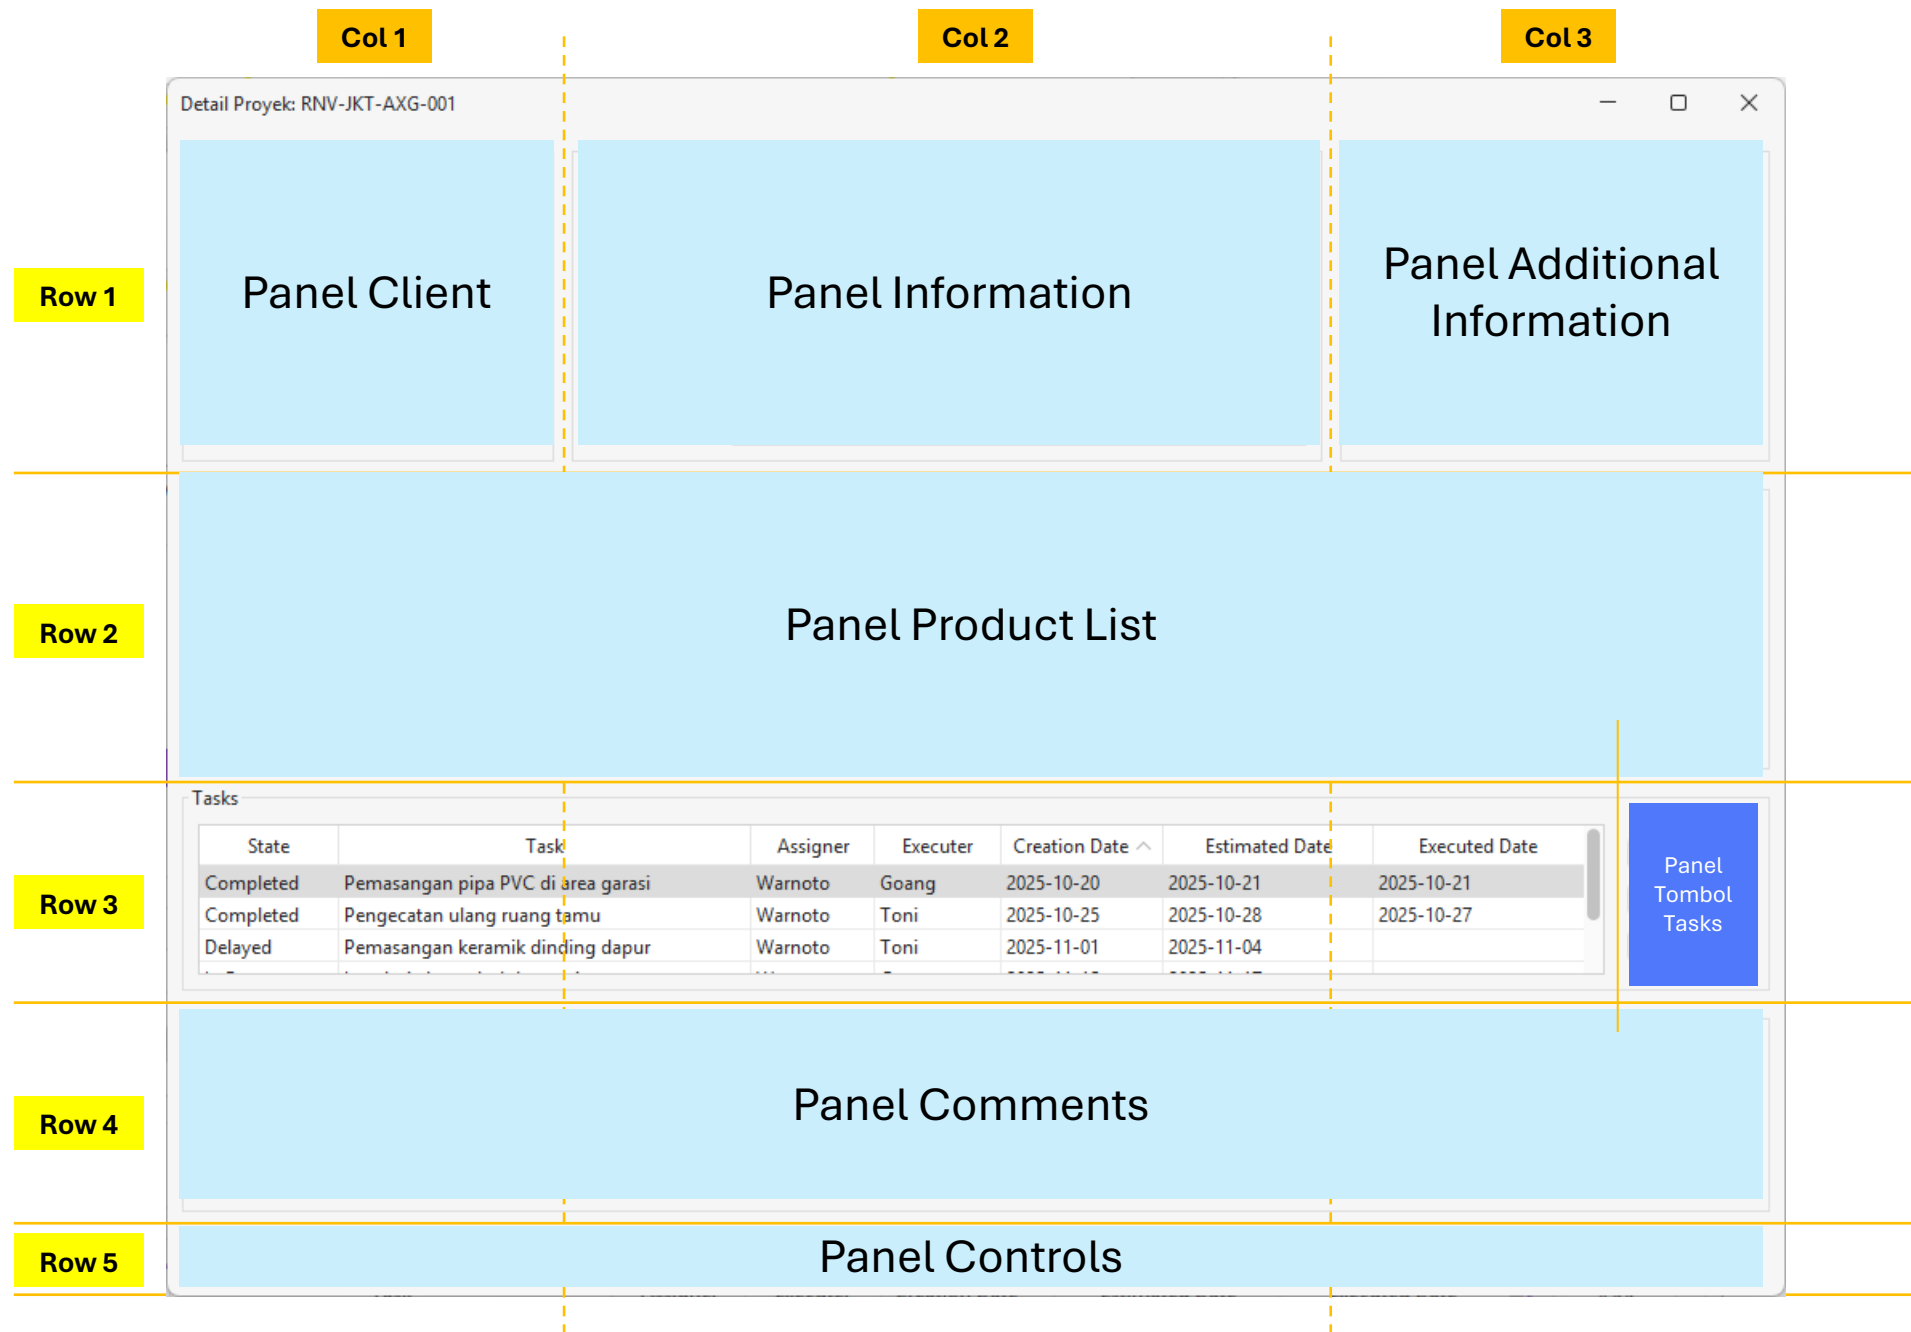 Col 1
Col 2
Col 3
Detail Proyek: RNV-JKT-AXG-001
Row 1
Panel Client
Panel Information
Panel Additional
Information
Row 2
Panel Product List
Row 3
Tasks
State Task Assigner Executer Creation Date Estimated Date Executed Date
Completed Pemasangan pipa PVC di area garasi Warnoto Goang 2025-10-20 2025-10-21 2025-10-21
Completed Pengecatan ulang ruang tamu Warnoto Toni 2025-10-25 2025-10-28 2025-10-27
Delayed Pemasangan keramik dinding dapur Warnoto Toni 2025-11-01 2025-11-04
Panel
Tombol
Tasks
Row 4
Panel Comments
Row 5
Panel Controls